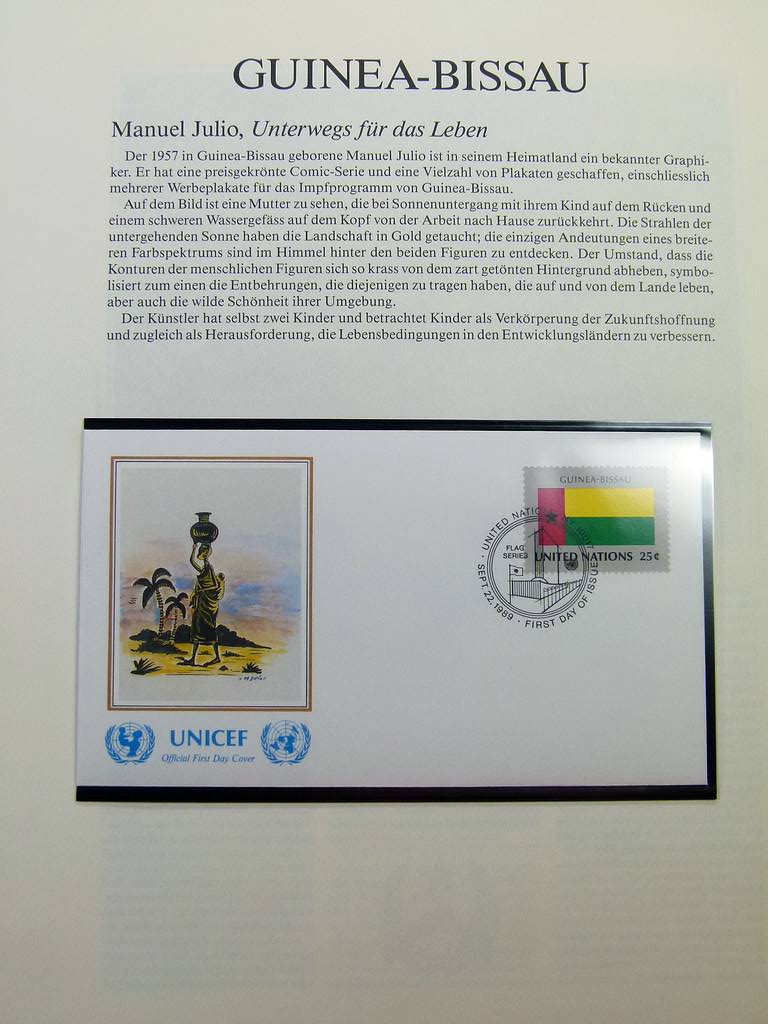 GUINEA-BISSAU
Manuel Julio, Unterwegs für das Leben
Der 1957 in Guinea-Bissau geborene Manuel Julio ist in seinem Heimatland ein bekannter Graphi-
ker. Er hat eine preisgekrönte Comic-Serie und eine Vielzahl von Plakaten geschaffen, einschliesslich
mehrerer Werbeplakate für das Impfprogramm von Guinea-Bissau.
Auf dem Bild ist eine Mutter zu sehen, die bei Sonnenuntergang mit ihrem Kind auf dem Rücken und
einem schweren Wassergefäss auf dem Kopf von der Arbeit nach Hause zurückkehrt. Die Strahlen der
untergehenden Sonne haben die Landschaft in Gold getaucht; die einzigen Andeutungen eines breite-
ren Farbspektrums sind im Himmel hinter den beiden Figuren zu entdecken. Der Umstand, dass die
Konturen der menschlichen Figuren sich so krass von dem zart getönten Hintergrund abheben, symbo-
lisiert zum einen die Entbehrungen, die diejenigen zu tragen haben, die auf und von dem Lande leben,
aber auch die wilde Schönheit ihrer Umgebung.
Der Künstler hat selbst zwei Kinder und betrachtet Kinder als Verkörperung der Zukunftshoffnung
und zugleich als Herausforderung, die Lebensbedingungen in den Entwicklungsländern zu verbessern.
GUINEA-BISSAU
UNITED NATIONS 25¢
UNITED NATIONS, NY 10017
FLAG
SERIES
SEPT. 22, 1989 · FIRST DAY OF ISSUE
UNICEF
Official First Day Cover